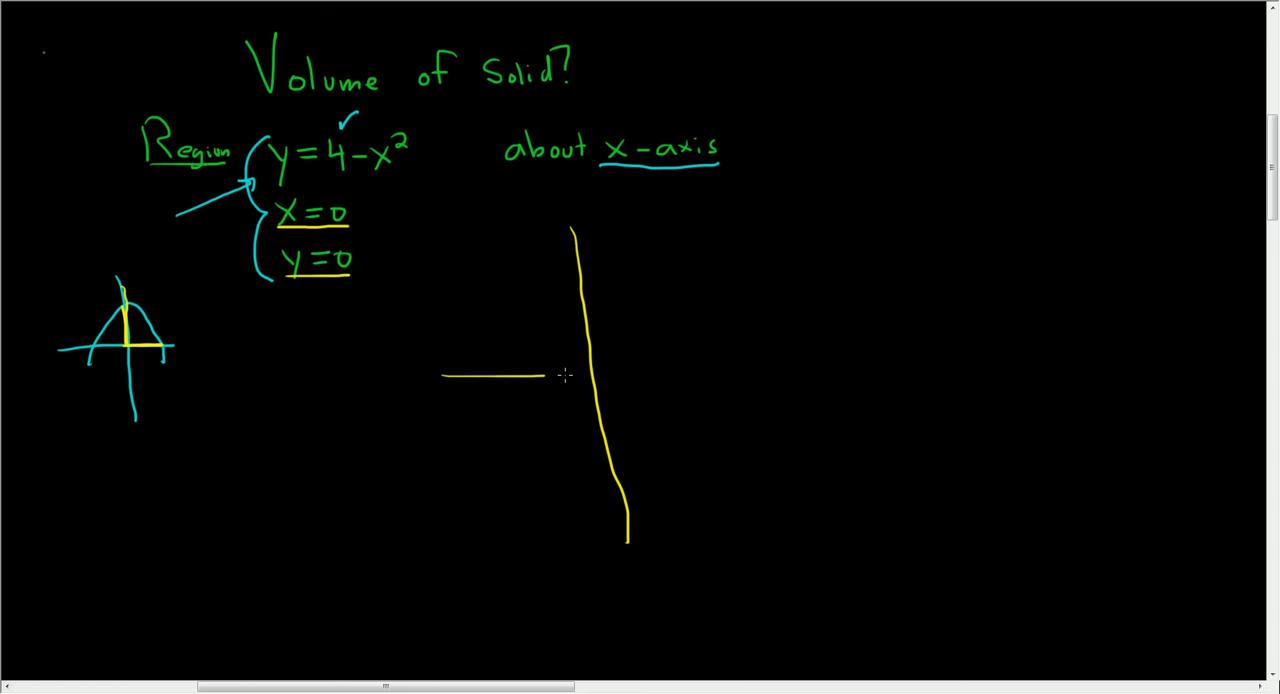 Volume of Solid?
Region y = 4 - x² about x-axis
x = 0
y = 0